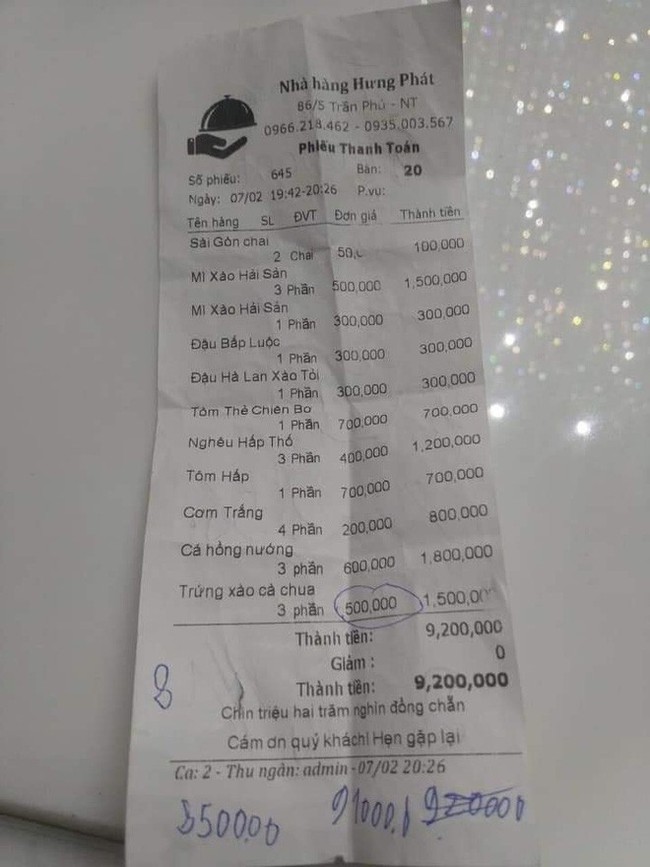 Nhà hàng Hưng Phát
86/5 Trần Phú - NT
0966.218.462 - 0935.003.567
Phiếu Thanh Toán
Số phiếu: 645 Bàn: 20
Ngày: 07/02 19:42-20:26 P.vụ:
Tên hàng SL ĐVT Đơn giá Thành tiền
Sài Gòn chai
2 Chai 50, 100,000
Mì Xào Hải Sản
3 Phần 500,000 1,500,000
Mì Xào Hải Sản
1 Phần 300,000 300,000
Đậu Bắp Luộc
1 Phần 300,000 300,000
Đậu Hà Lan Xào Tỏi
1 Phần 300,000 300,000
Tôm Thẻ Chiên Bơ
1 Phần 700,000 700,000
Nghêu Hấp Thố
3 Phần 400,000 1,200,000
Tôm Hấp
1 Phần 700,000 700,000
Cơm Trắng
4 Phần 200,000 800,000
Cá hồng nướng
3 phần 600,000 1,800,000
Trứng xào cà chua
3 phần 500,000 1,500,000
Thành tiền: 9,200,000
Giảm : 0
Thành tiền: 9,200,000
Chín triệu hai trăm nghìn đồng chẵn
Cám ơn quý khách! Hẹn gặp lại
Ca: 2 - Thu ngân: admin - 07/02 20:26